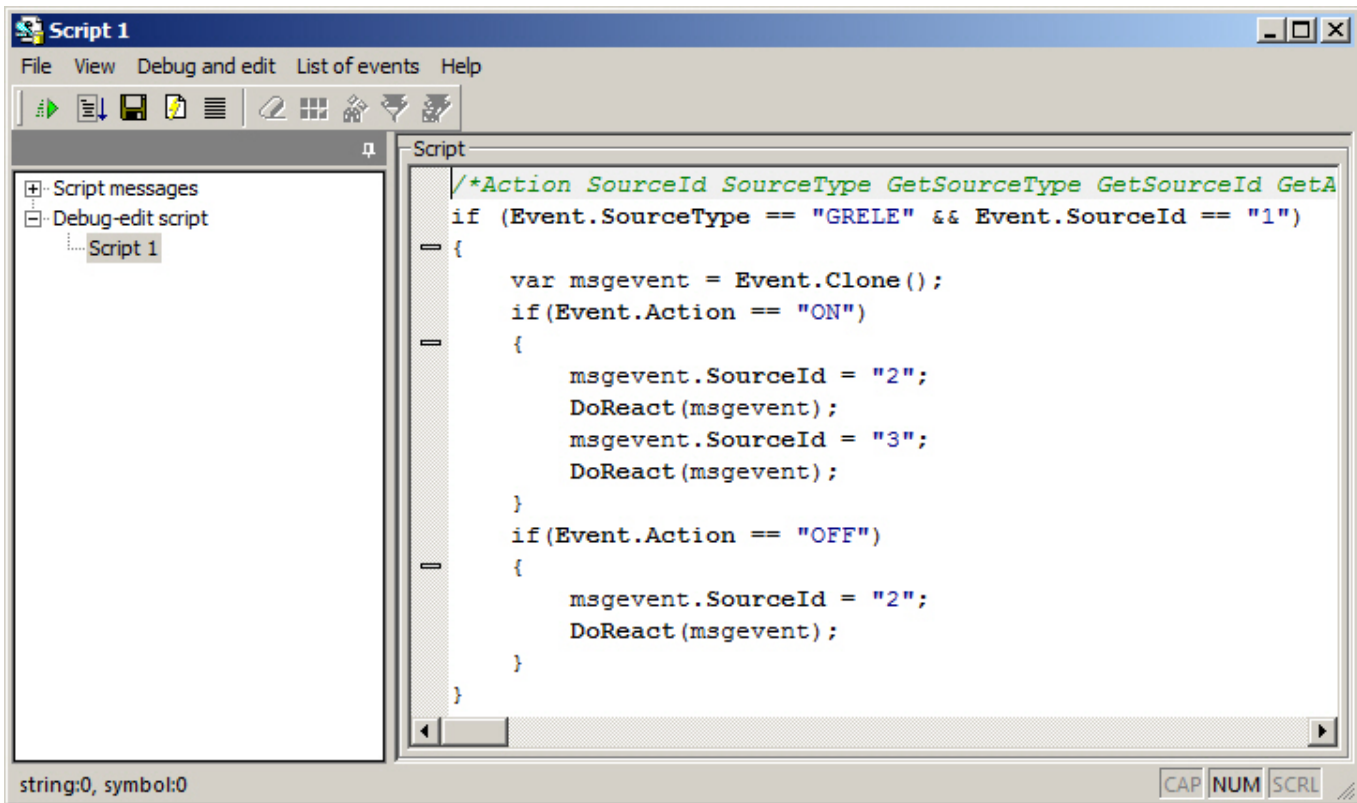 Script 1
File View Debug and edit List of events Help
Script
Script messages
Debug-edit script
Script 1
/*Action SourceId SourceType GetSourceType GetSourceId GetA
if (Event.SourceType == "GRELE" && Event.SourceId == "1")
{
var msgevent = Event.Clone();
if(Event.Action == "ON")
{
msgevent.SourceId = "2";
DoReact(msgevent);
msgevent.SourceId = "3";
DoReact(msgevent);
}
if(Event.Action == "OFF")
{
msgevent.SourceId = "2";
DoReact(msgevent);
}
}
string:0, symbol:0 CAP NUM SCRL